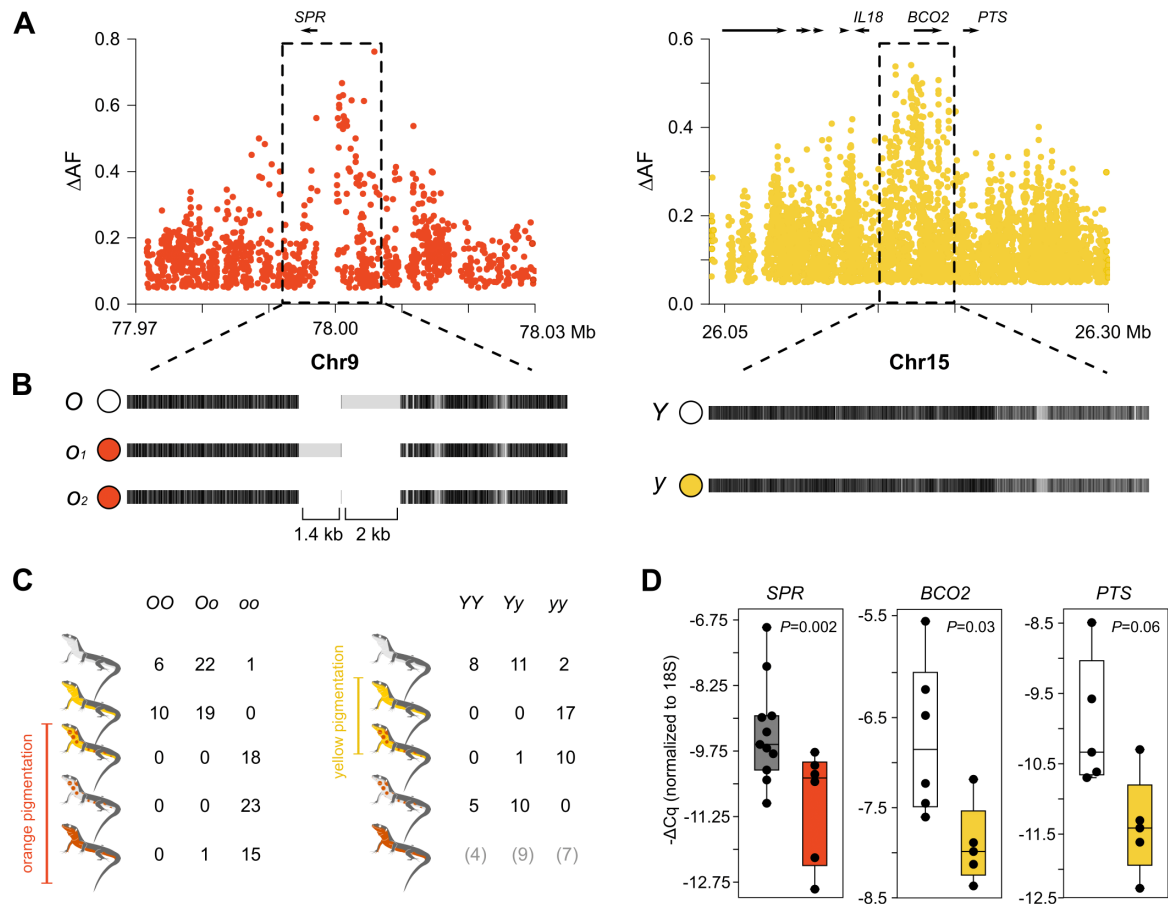 A
SPR
IL18 BCO2 PTS
ΔAF
0.8
0.6
0.4
0.2
0.0
77.97 78.00 78.03 Mb
Chr9
ΔAF
0.6
0.4
0.2
0.0
26.05 26.30 Mb
Chr15
B
O
o1
o2
1.4 kb 2 kb
Y
y
C
OO Oo oo
6 22 1
10 19 0
0 0 18
0 0 23
0 1 15
orange pigmentation
YY Yy yy
8 11 2
0 0 17
0 1 10
5 10 0
(4) (9) (7)
yellow pigmentation
D
-ΔCq (normalized to 18S)
SPR
P=0.002
-6.75
-8.25
-9.75
-11.25
-12.75
BCO2
P=0.03
-5.5
-6.5
-7.5
-8.5
PTS
P=0.06
-8.5
-9.5
-10.5
-11.5
-12.5